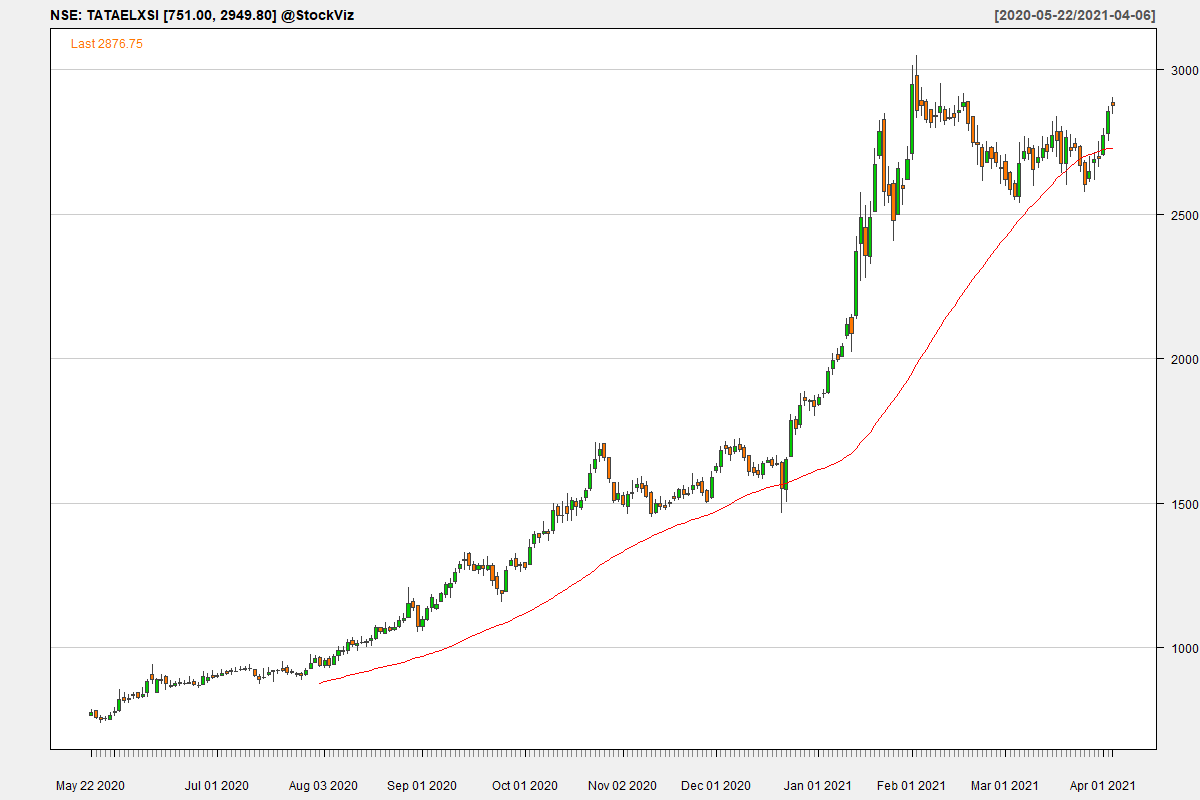 NSE: TATAELXSI [751.00, 2949.80] @StockViz [2020-05-22/2021-04-06]
Last 2876.75
3000
2500
2000
1500
1000
May 22 2020 Jul 01 2020 Aug 03 2020 Sep 01 2020 Oct 01 2020 Nov 02 2020 Dec 01 2020 Jan 01 2021 Feb 01 2021 Mar 01 2021 Apr 01 2021